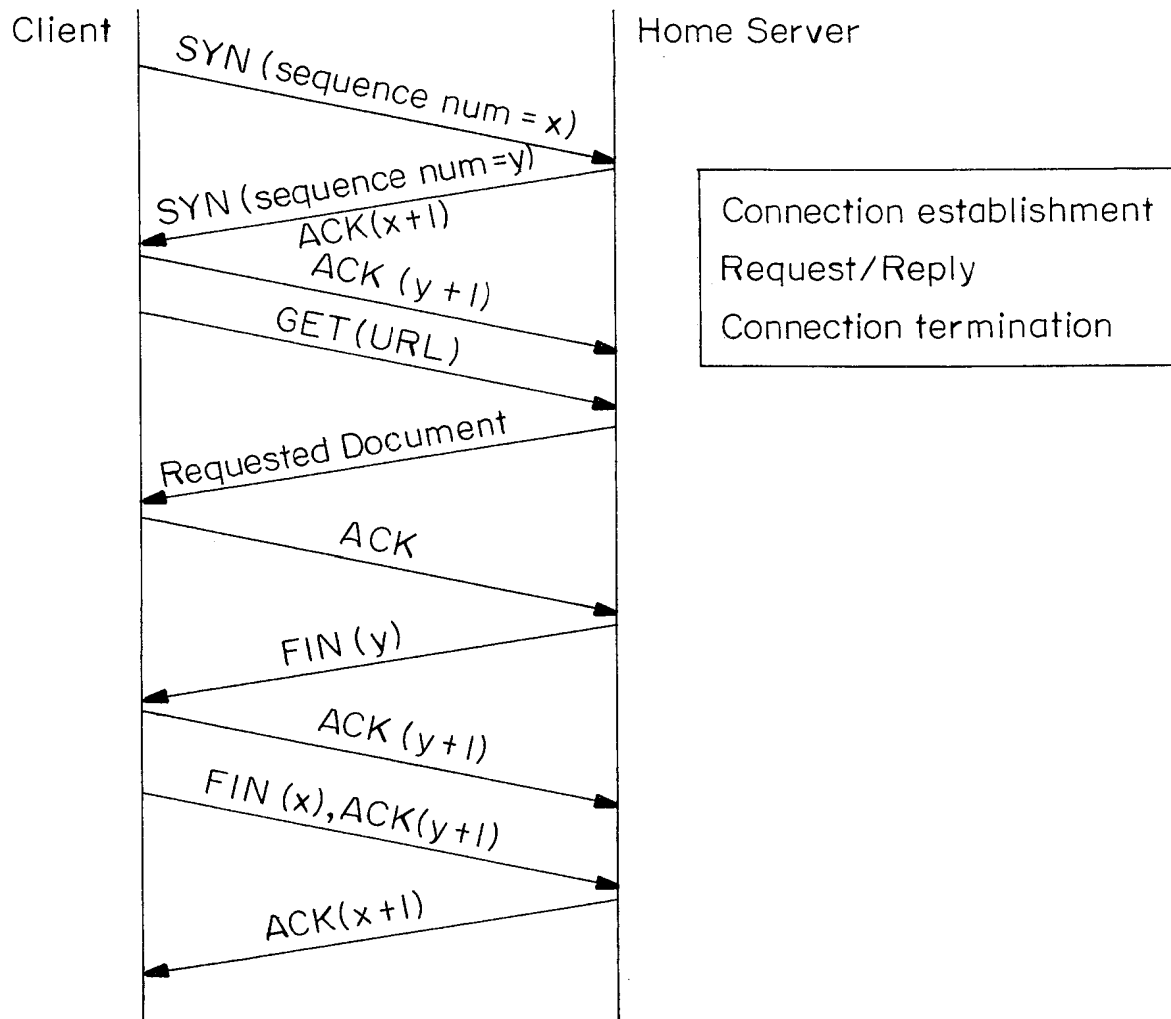 Client
Home Server
SYN (sequence num = x)
SYN (sequence num=y)
ACK(x+1)
ACK (y+1)
GET (URL)
Requested Document
ACK
FIN (y)
ACK (y+1)
FIN (x), ACK(y+1)
ACK(x+1)
Connection establishment
Request/Reply
Connection termination